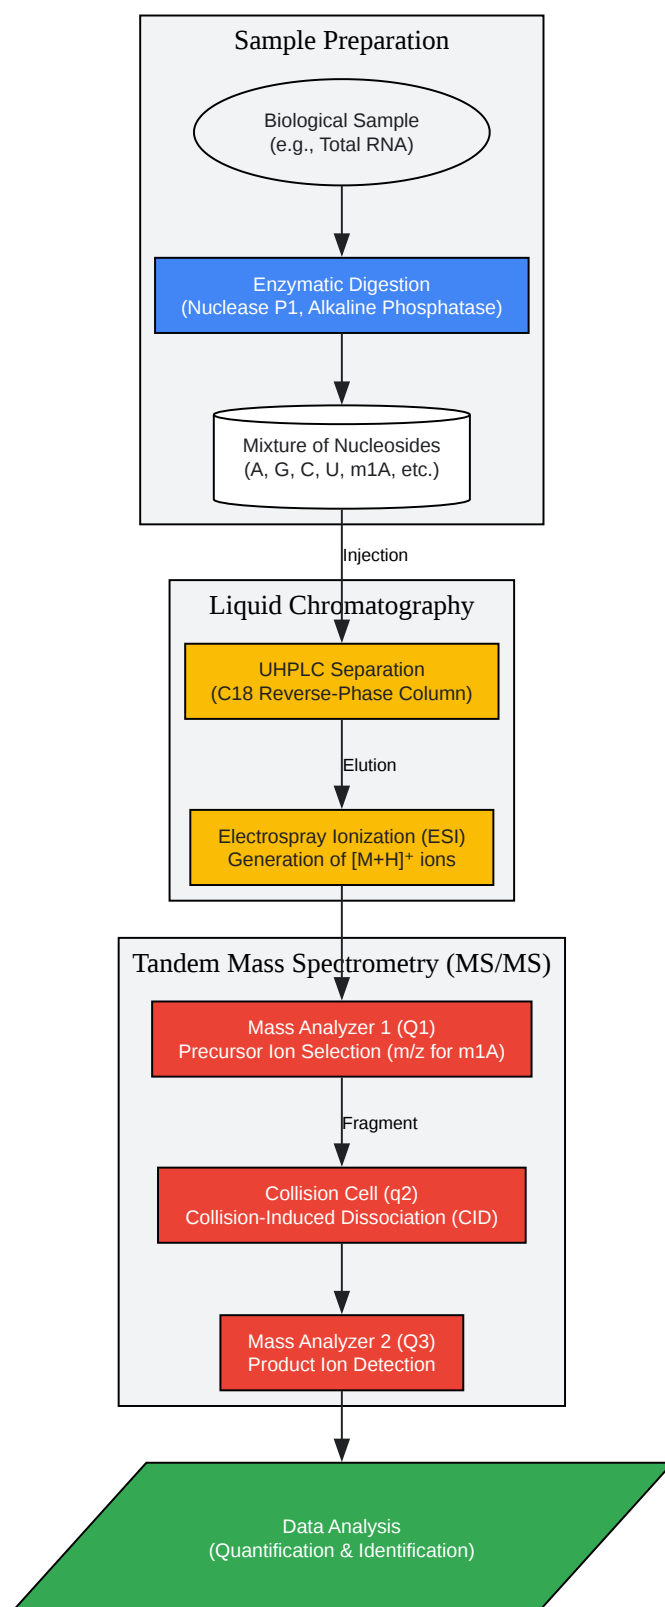 Sample Preparation
Biological Sample
(e.g., Total RNA)
Enzymatic Digestion
(Nuclease P1, Alkaline Phosphatase)
Mixture of Nucleosides
(A, G, C, U, m1A, etc.)
Injection
Liquid Chromatography
UHPLC Separation
(C18 Reverse-Phase Column)
Elution
Electrospray Ionization (ESI)
Generation of [M+H]⁺ ions
Tandem Mass Spectrometry (MS/MS)
Mass Analyzer 1 (Q1)
Precursor Ion Selection (m/z for m1A)
Fragment
Collision Cell (q2)
Collision-Induced Dissociation (CID)
Mass Analyzer 2 (Q3)
Product Ion Detection
Data Analysis
(Quantification & Identification)